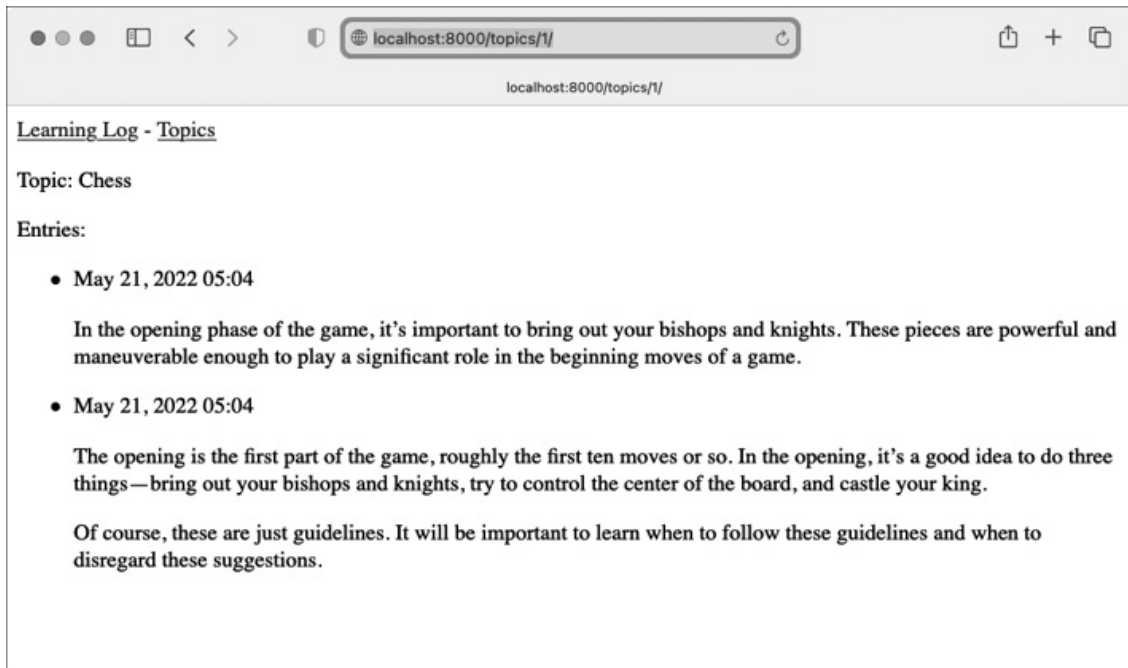 localhost:8000/topics/1/
localhost:8000/topics/1/
Learning Log - Topics
Topic: Chess
Entries:
• May 21, 2022 05:04
In the opening phase of the game, it’s important to bring out your bishops and knights. These pieces are powerful and
maneuverable enough to play a significant role in the beginning moves of a game.
• May 21, 2022 05:04
The opening is the first part of the game, roughly the first ten moves or so. In the opening, it’s a good idea to do three
things—bring out your bishops and knights, try to control the center of the board, and castle your king.
Of course, these are just guidelines. It will be important to learn when to follow these guidelines and when to
disregard these suggestions.